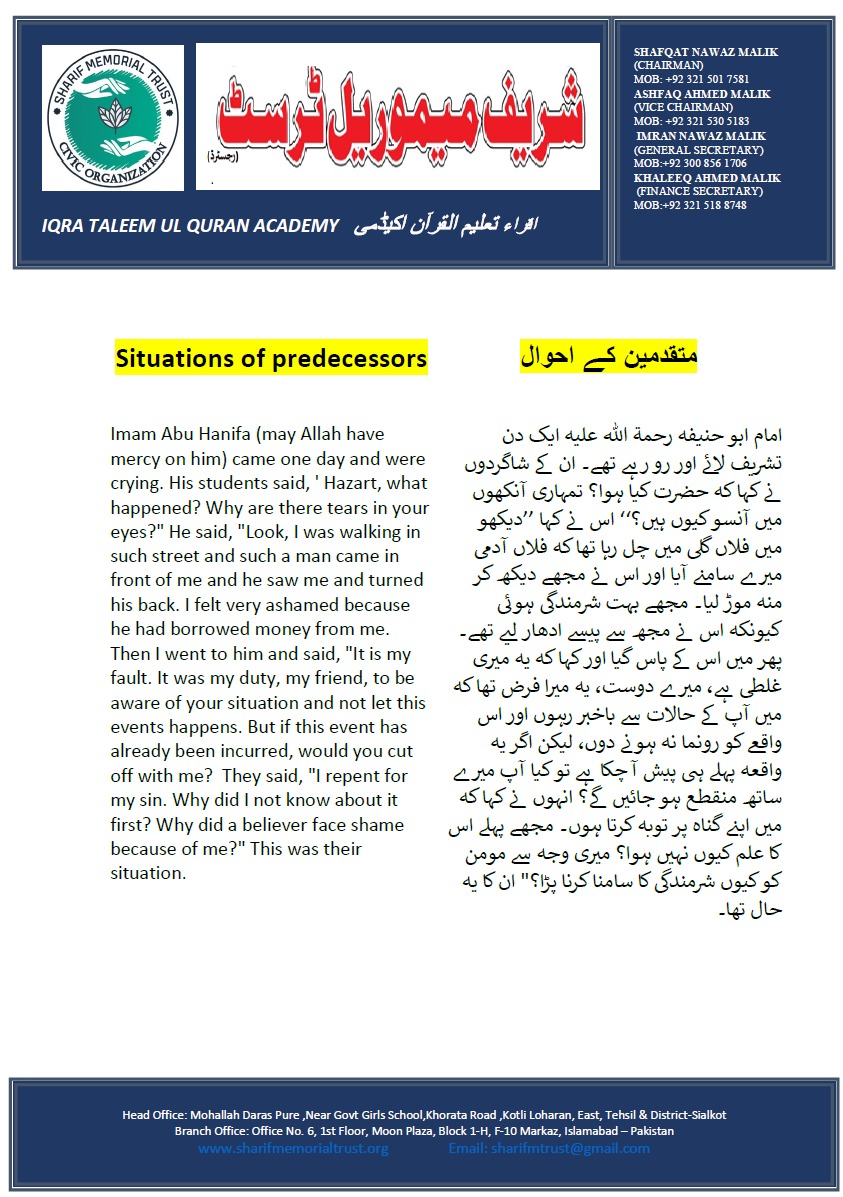 SHARIF MEMORIAL TRUST
CIVIC ORGANIZATION
شریف میموریل ٹرسٹ
(رجسٹرڈ)
IQRA TALEEM UL QURAN ACADEMY اقراء تعلیم القرآن اکیڈمی
SHAFQAT NAWAZ MALIK
(CHAIRMAN)
MOB: +92 321 501 7581
ASHFAQ AHMED MALIK
(VICE CHAIRMAN)
MOB: +92 321 530 5183
IMRAN NAWAZ MALIK
(GENERAL SECRETARY)
MOB:+92 300 856 1706
KHALEEQ AHMED MALIK
(FINANCE SECRETARY)
MOB:+92 321 518 8748
Situations of predecessors
Imam Abu Hanifa (may Allah have
mercy on him) came one day and were
crying. His students said, ' Hazart, what
happened? Why are there tears in your
eyes?" He said, "Look, I was walking in
such street and such a man came in
front of me and he saw me and turned
his back. I felt very ashamed because
he had borrowed money from me.
Then I went to him and said, "It is my
fault. It was my duty, my friend, to be
aware of your situation and not let this
events happens. But if this event has
already been incurred, would you cut
off with me?  They said, "I repent for
my sin. Why did I not know about it
first? Why did a believer face shame
because of me?" This was their
situation.
متقدمین کے احوال
امام ابو حنیفہ رحمة الله علیہ ایک دن
تشریف لائے اور رو رہے تھے۔ ان کے شاگردوں
نے کہا کہ حضرت کیا ہوا؟ تمہاری آنکھوں
میں آنسو کیوں ہیں؟‘‘ اس نے کہا ’’دیکھو
میں فلاں گلی میں چل رہا تھا کہ فلاں آدمی
میرے سامنے آیا اور اس نے مجھے دیکھ کر
منہ موڑ لیا۔ مجھے بہت شرمندگی ہوئی
کیونکہ اس نے مجھ سے پیسے ادھار لیے تھے۔
پھر میں اس کے پاس گیا اور کہا کہ یہ میری
غلطی ہے، میرے دوست، یہ میرا فرض تھا کہ
میں آپ کے حالات سے باخبر رہوں اور اس
واقعے کو رونما نہ ہونے دوں، لیکن اگر یہ
واقعہ پہلے ہی پیش آچکا ہے تو کیا آپ میرے
ساتھ منقطع ہو جائیں گے؟ انہوں نے کہا کہ
میں اپنے گناہ پر توبہ کرتا ہوں۔ مجھے پہلے اس
کا علم کیوں نہیں ہوا؟ میری وجہ سے مومن
کو کیوں شرمندگی کا سامنا کرنا پڑا؟" ان کا یہ
حال تھا۔
Head Office: Mohallah Daras Pure ,Near Govt Girls School,Khorata Road ,Kotli Loharan, East, Tehsil & District-Sialkot
Branch Office: Office No. 6, 1st Floor, Moon Plaza, Block 1-H, F-10 Markaz, Islamabad – Pakistan
www.sharifmemorialtrust.org Email: sharifmtrust@gmail.com